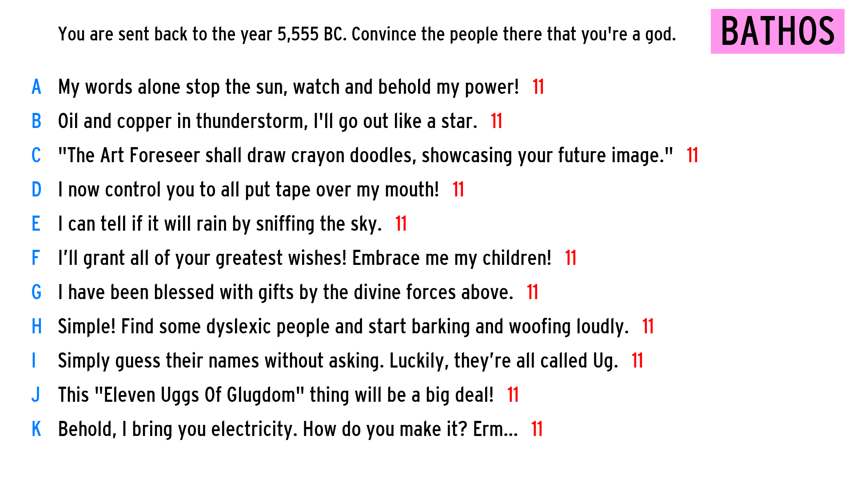 You are sent back to the year 5,555 BC. Convince the people there that you're a god. BATHOS
A My words alone stop the sun, watch and behold my power! 11
B Oil and copper in thunderstorm, I'll go out like a star. 11
C "The Art Foreseer shall draw crayon doodles, showcasing your future image." 11
D I now control you to all put tape over my mouth! 11
E I can tell if it will rain by sniffing the sky. 11
F I’ll grant all of your greatest wishes! Embrace me my children! 11
G I have been blessed with gifts by the divine forces above. 11
H Simple! Find some dyslexic people and start barking and woofing loudly. 11
I Simply guess their names without asking. Luckily, they’re all called Ug. 11
J This "Eleven Uggs Of Glugdom" thing will be a big deal! 11
K Behold, I bring you electricity. How do you make it? Erm... 11